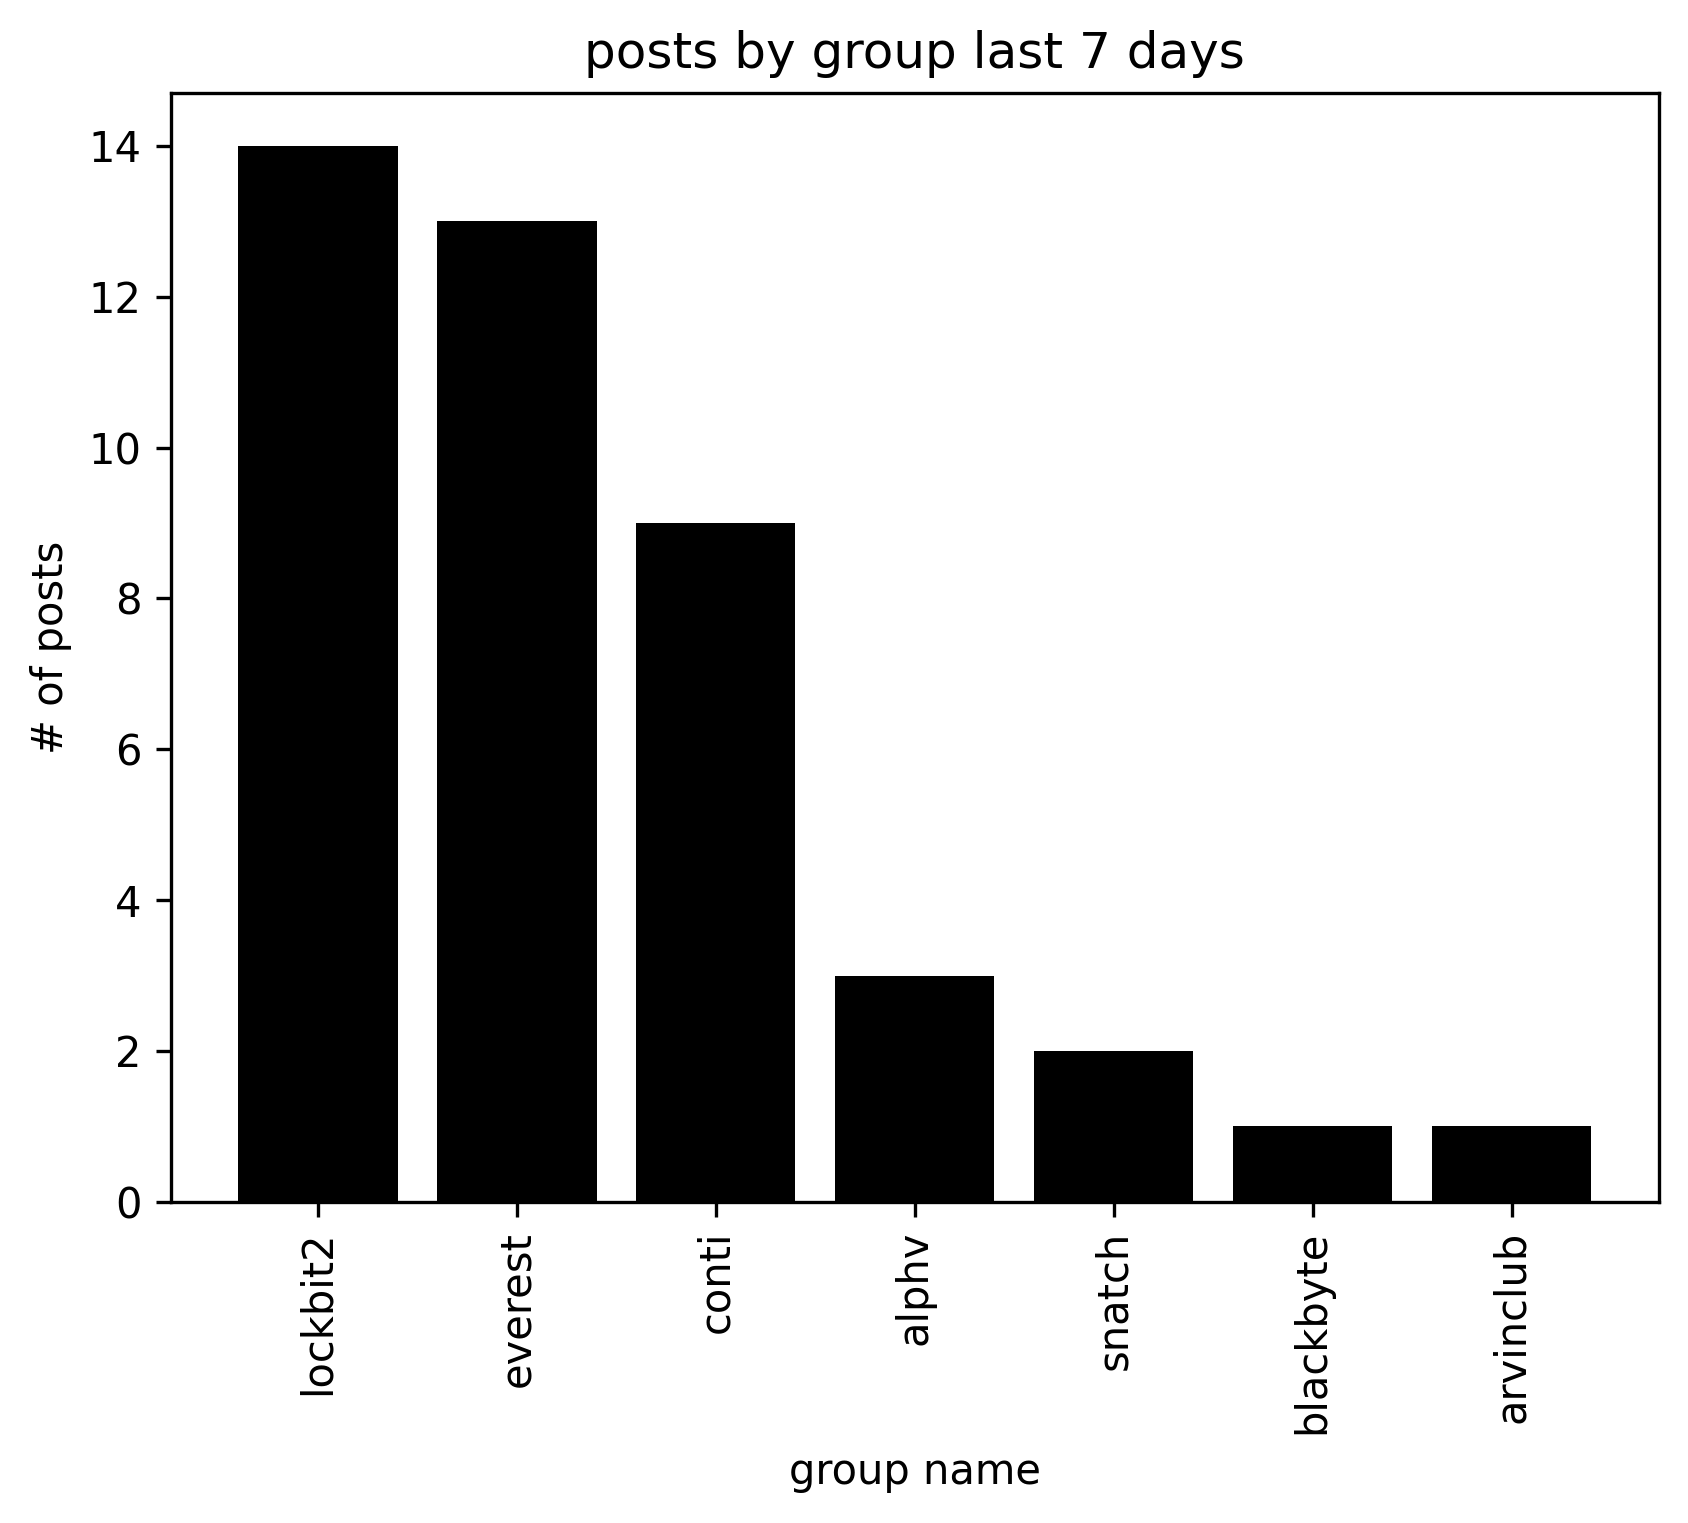 posts by group last 7 days
14
12
10
8
6
4
2
0
# of posts
lockbit2
everest
conti
alphv
snatch
blackbyte
arvinclub
group name